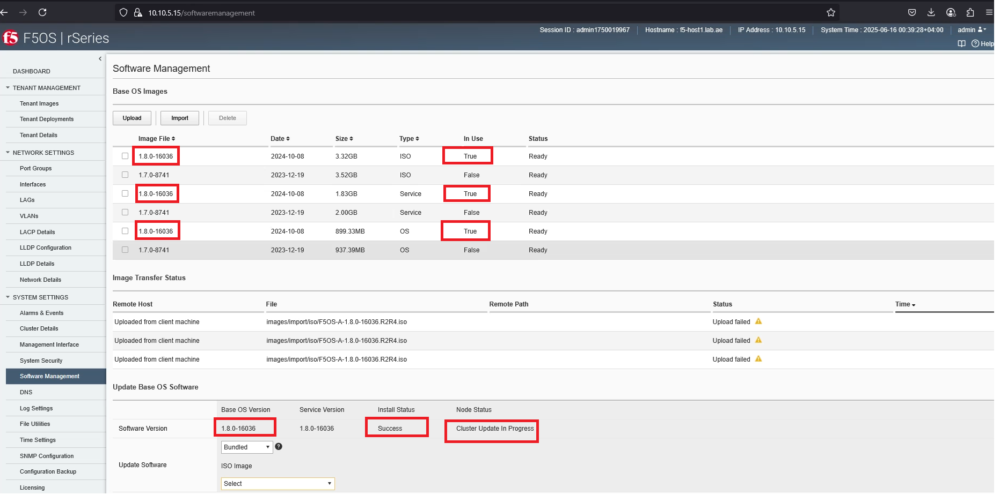 10.10.5.15/softwaremanagement
f5 F5OS | rSeries
Session ID : admin1750019967
Hostname : f5-host1.lab.ae
IP Address : 10.10.5.15
System Time : 2025-06-16 00:39:28+04:00
admin
Help
DASHBOARD
TENANT MANAGEMENT
Tenant Images
Tenant Deployments
Tenant Details
NETWORK SETTINGS
Port Groups
Interfaces
LAGs
VLANs
LACP Details
LLDP Configuration
LLDP Details
Network Details
SYSTEM SETTINGS
Alarms & Events
Cluster Details
Management Interface
System Security
Software Management
DNS
Log Settings
File Utilities
Time Settings
SNMP Configuration
Configuration Backup
Licensing
Software Management
Base OS Images
Upload Import Delete
Image File Date Size Type In Use Status
1.8.0-16036 2024-10-08 3.32GB ISO True Ready
1.7.0-8741 2023-12-19 3.52GB ISO False Ready
1.8.0-16036 2024-10-08 1.83GB Service True Ready
1.7.0-8741 2023-12-19 2.00GB Service False Ready
1.8.0-16036 2024-10-08 899.33MB OS True Ready
1.7.0-8741 2023-12-19 937.39MB OS False Ready
Image Transfer Status
Remote Host File Remote Path Status Time
Uploaded from client machine images/import/iso/F5OS-A-1.8.0-16036.R2R4.iso Upload failed
Uploaded from client machine images/import/iso/F5OS-A-1.8.0-16036.R2R4.iso Upload failed
Uploaded from client machine images/import/iso/F5OS-A-1.8.0-16036.R2R4.iso Upload failed
Update Base OS Software
Base OS Version Service Version Install Status Node Status
Software Version 1.8.0-16036 1.8.0-16036 Success Cluster Update In Progress
Bundled ?
Update Software
ISO Image
Select